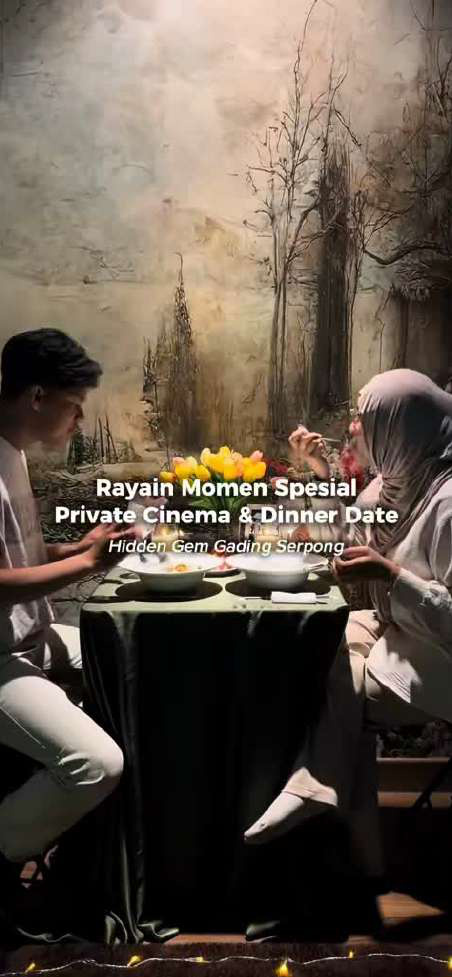 Rayain Momen Spesial
Private Cinema & Dinner Date
Hidden Gem Gading Serpong